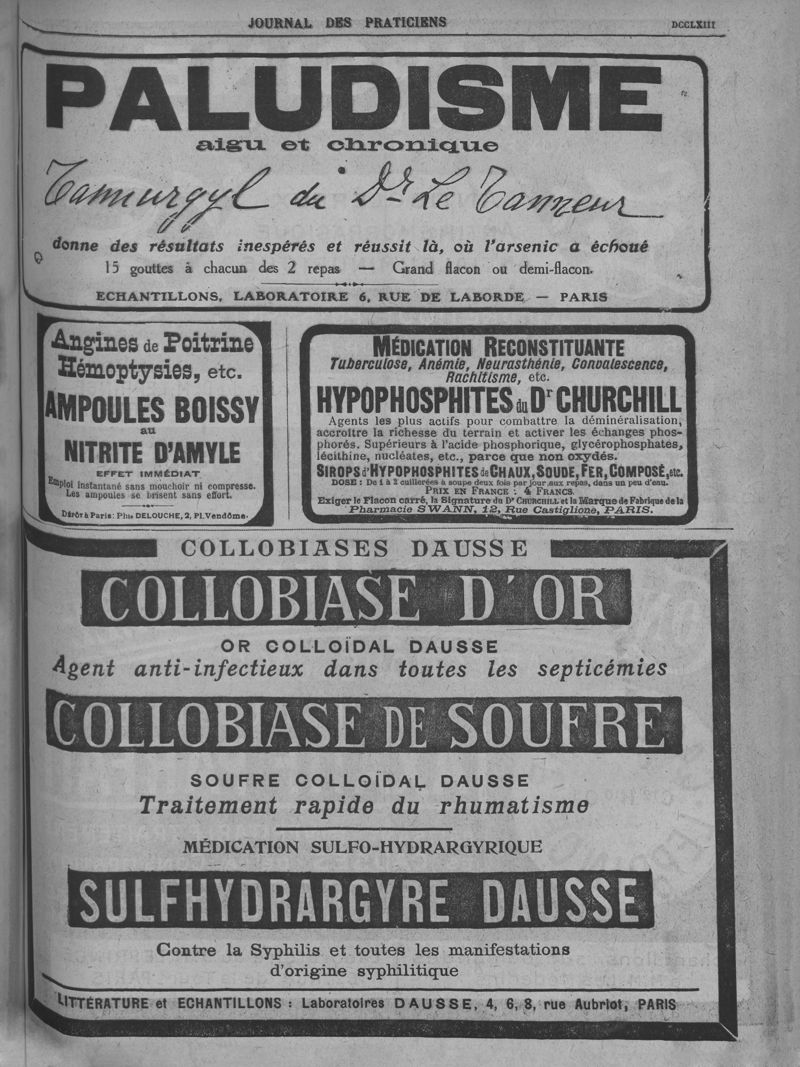 JOURNAL DES PRATICIENS
DCCLXIII
PALUDISME
aigu et chronique
Tannurgyl du Dr Le Tanneur
donne des résultats inespérés et réussit là, où l'arsenic a échoué
15 gouttes à chacun des 2 repas — Grand flacon ou demi-flacon.
ECHANTILLONS, LABORATOIRE 6, RUE DE LABORDE — PARIS
Angines de Poitrine
Hémoptysies, etc.
AMPOULES BOISSY
au
NITRITE D'AMYLE
EFFET IMMÉDIAT
Emploi instantané sans mouchoir ni compresse.
Les ampoules se brisent sans effort.
Dépôt à Paris: Phie DELOUCHE, 2, Pl. Vendôme.
MÉDICATION RECONSTITUANTE
Tuberculose, Anémie, Neurasthénie, Convalescence,
Rachitisme, etc.
HYPOPHOSPHITES du Dr CHURCHILL
Agents les plus actifs pour combattre la déminéralisation,
accroître la richesse du terrain et activer les échanges phos-
phorés. Supérieurs à l'acide phosphorique, glycérophosphates,
lécithine, nucléates, etc., parce que non oxydés.
SIROPS d'HYPOPHOSPHITES de CHAUX, SOUDE, FER, COMPOSÉ, etc.
DOSE : De 1 à 2 cuillerées à soupe deux fois par jour aux repas, dans un peu d'eau.
PRIX EN FRANCE : 4 FRANCS.
Exiger le Flacon carré, la Signature du Dr CHURCHILL et la Marque de Fabrique de la
Pharmacie SWANN, 12, Rue Castiglione, PARIS.
COLLOBIASES DAUSSE
COLLOBIASE D'OR
OR COLLOÏDAL DAUSSE
Agent anti-infectieux dans toutes les septicémies
COLLOBIASE DE SOUFRE
SOUFRE COLLOÏDAL DAUSSE
Traitement rapide du rhumatisme
MÉDICATION SULFO-HYDRARGYRIQUE
SULFHYDRARGYRE DAUSSE
Contre la Syphilis et toutes les manifestations
d'origine syphilitique
LITTÉRATURE et ECHANTILLONS : Laboratoires DAUSSE, 4, 6, 8, rue Aubriot, PARIS